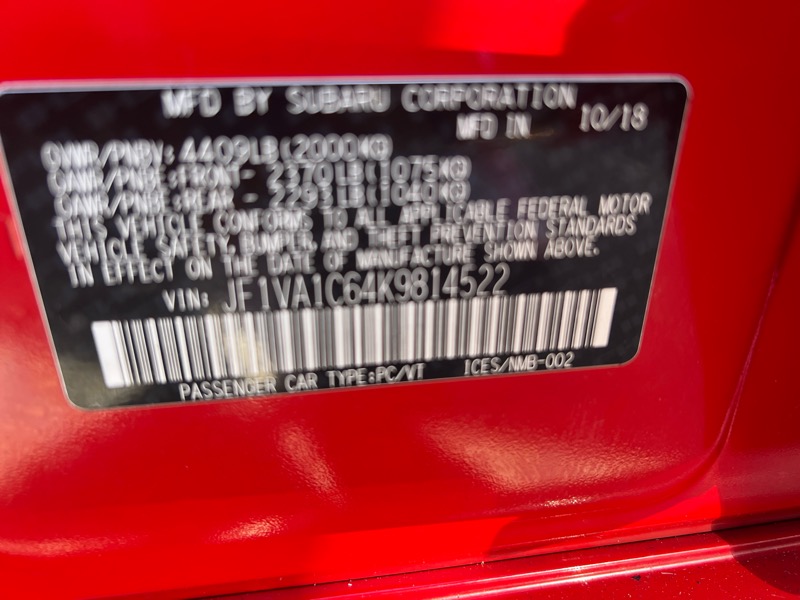 MFD BY SUBARU CORPORATION
MFD IN 10/18
GVWR/PNBV: 4409LB(2000KG)
GAWR/PNBE: FRONT - 2370LB(1075KG)
GAWR/PNBE: REAR - 2293LB(1040KG)
THIS VEHICLE CONFORMS TO ALL APPLICABLE FEDERAL MOTOR
VEHICLE SAFETY, BUMPER, AND THEFT PREVENTION STANDARDS
IN EFFECT ON THE DATE OF MANUFACTURE SHOWN ABOVE.
VIN: JF1VA1C64K9814522
PASSENGER CAR TYPE:PC/VT ICES/NMB-002